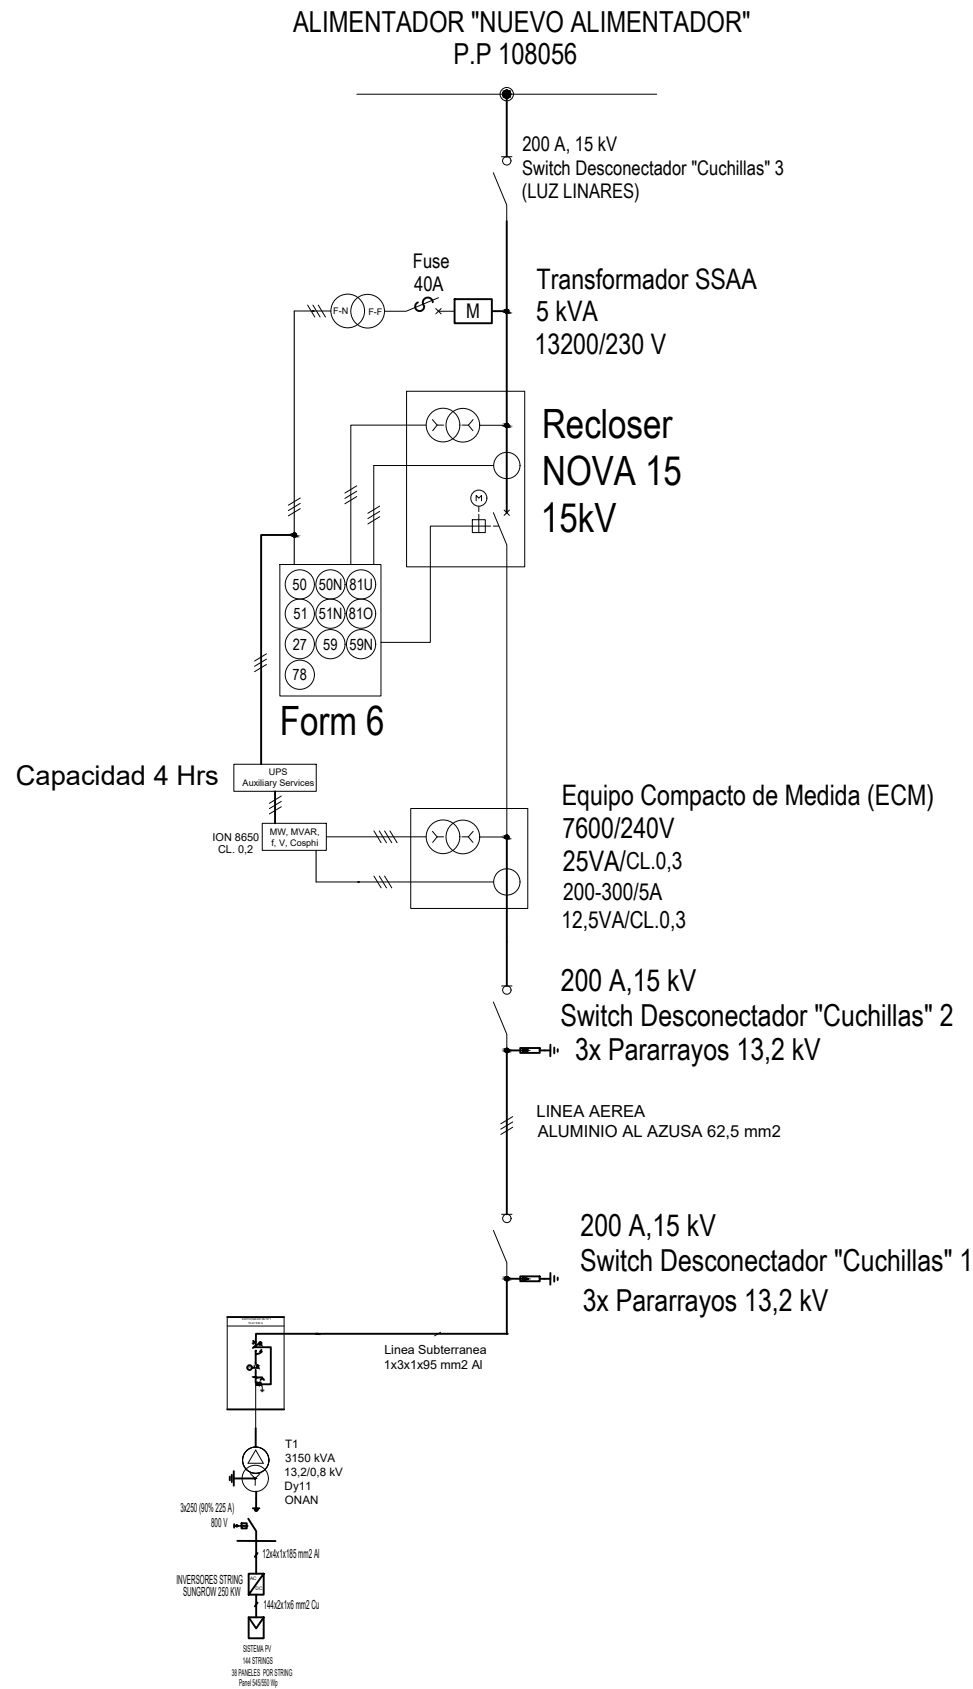 ALIMENTADOR "NUEVO ALIMENTADOR"
P.P 108056
200 A, 15 kV
Switch Desconectador "Cuchillas" 3
(LUZ LINARES)
Fuse
40A
F-N
F-F
M
Transformador SSAA
5 kVA
13200/230 V
Recloser
NOVA 15
15kV
M
50
50N
81U
51
51N
81O
27
59
59N
78
Form 6
Capacidad 4 Hrs
UPS
Auxiliary Services
ION 8650
CL. 0,2
MW, MVAR,
f, V, Cosphi
Equipo Compacto de Medida (ECM)
7600/240V
25VA/CL.0,3
200-300/5A
12,5VA/CL.0,3
200 A,15 kV
Switch Desconectador "Cuchillas" 2
3x Pararrayos 13,2 kV
LINEA AEREA
ALUMINIO AL AZUSA 62,5 mm2
200 A,15 kV
Switch Desconectador "Cuchillas" 1
3x Pararrayos 13,2 kV
Linea Subterranea
1x3x1x95 mm2 Al
T1
3150 kVA
13,2/0,8 kV
Dy11
ONAN
3x250 (90% 225 A)
800 V
12x4x1x185 mm2 Al
INVERSORES STRING
SUNGROW 250 KW
AC
DC
144x2x1x6 mm2 Cu
SISTEMA PV
144 STRINGS
38 PANELES POR STRING
Panel 545/550 Wp